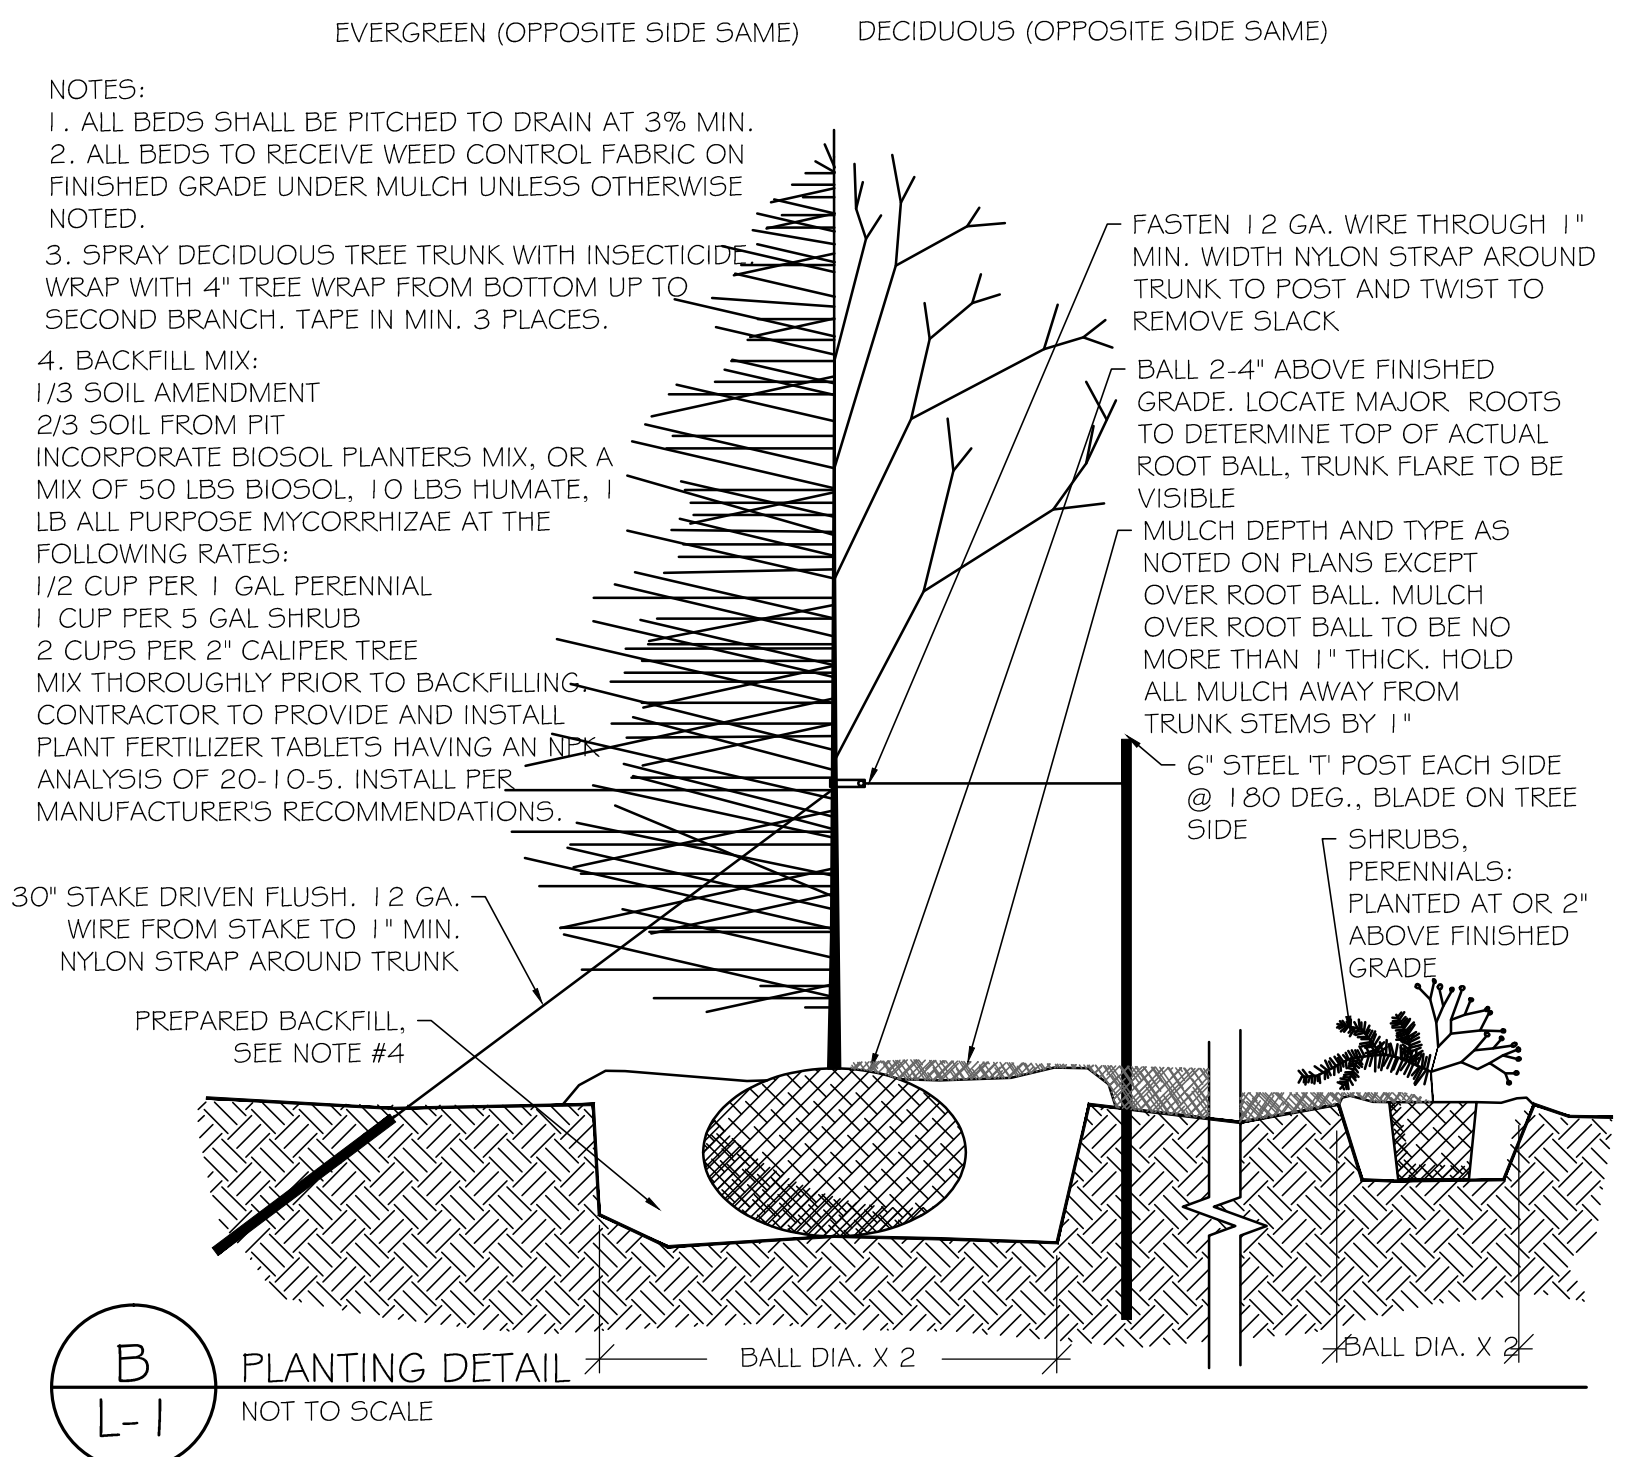 EVERGREEN (OPPOSITE SIDE SAME)
DECIDUOUS (OPPOSITE SIDE SAME)
NOTES:
1. ALL BEDS SHALL BE PITCHED TO DRAIN AT 3% MIN.
2. ALL BEDS TO RECEIVE WEED CONTROL FABRIC ON
FINISHED GRADE UNDER MULCH UNLESS OTHERWISE
NOTED.
3. SPRAY DECIDUOUS TREE TRUNK WITH INSECTICIDE.
WRAP WITH 4" TREE WRAP FROM BOTTOM UP TO
SECOND BRANCH. TAPE IN MIN. 3 PLACES.
4. BACKFILL MIX:
1/3 SOIL AMENDMENT
2/3 SOIL FROM PIT
INCORPORATE BIOSOL PLANTERS MIX, OR A
MIX OF 50 LBS BIOSOL, 10 LBS HUMATE, 1
LB ALL PURPOSE MYCORRHIZAE AT THE
FOLLOWING RATES:
1/2 CUP PER 1 GAL PERENNIAL
1 CUP PER 5 GAL SHRUB
2 CUPS PER 2" CALIPER TREE
MIX THOROUGHLY PRIOR TO BACKFILLING.
CONTRACTOR TO PROVIDE AND INSTALL
PLANT FERTILIZER TABLETS HAVING AN NPK
ANALYSIS OF 20-10-5. INSTALL PER
MANUFACTURER'S RECOMMENDATIONS.
30" STAKE DRIVEN FLUSH. 12 GA.
WIRE FROM STAKE TO 1" MIN.
NYLON STRAP AROUND TRUNK
PREPARED BACKFILL,
SEE NOTE #4
FASTEN 12 GA. WIRE THROUGH 1"
MIN. WIDTH NYLON STRAP AROUND
TRUNK TO POST AND TWIST TO
REMOVE SLACK
BALL 2-4" ABOVE FINISHED
GRADE. LOCATE MAJOR ROOTS
TO DETERMINE TOP OF ACTUAL
ROOT BALL, TRUNK FLARE TO BE
VISIBLE
MULCH DEPTH AND TYPE AS
NOTED ON PLANS EXCEPT
OVER ROOT BALL. MULCH
OVER ROOT BALL TO BE NO
MORE THAN 1" THICK. HOLD
ALL MULCH AWAY FROM
TRUNK STEMS BY 1"
6" STEEL 'T' POST EACH SIDE
@ 180 DEG., BLADE ON TREE
SIDE
SHRUBS,
PERENNIALS:
PLANTED AT OR 2"
ABOVE FINISHED
GRADE
BALL DIA. X 2
BALL DIA. X 2
B
L-1
PLANTING DETAIL
NOT TO SCALE